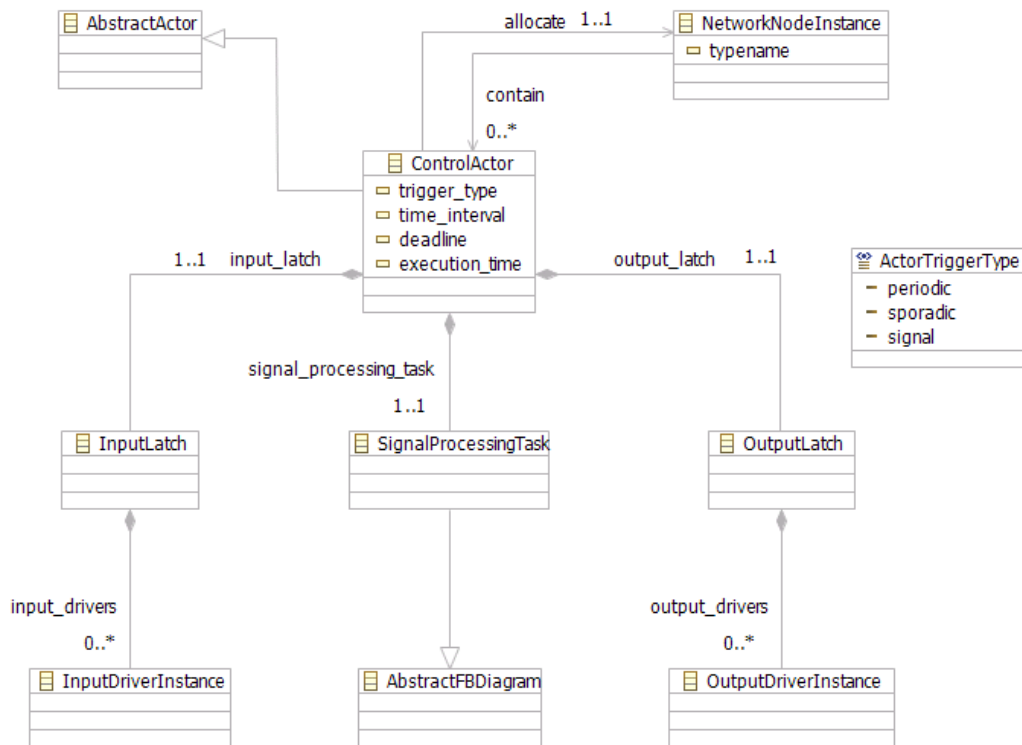 AbstractActor
allocate 1..1
NetworkNodeInstance
typename
contain
0..*
ControlActor
trigger_type
time_interval
deadline
execution_time
1..1 input_latch
output_latch 1..1
ActorTriggerType
periodic
sporadic
signal
signal_processing_task
1..1
InputLatch
SignalProcessingTask
OutputLatch
input_drivers
0..*
output_drivers
0..*
InputDriverInstance
AbstractFBDiagram
OutputDriverInstance